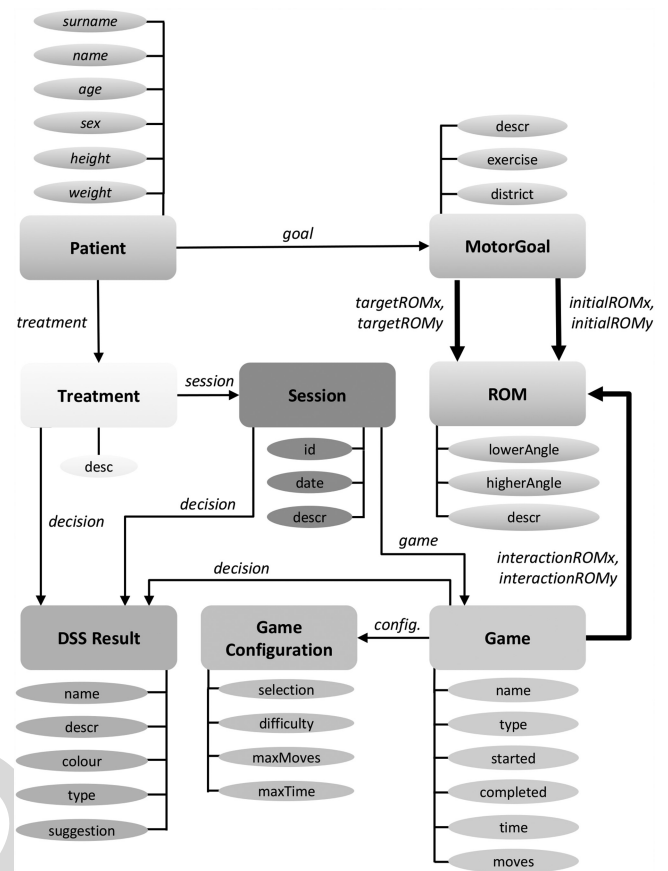 surname
name
age
sex
height
weight
Patient
goal
descr
exercise
district
MotorGoal
treatment
targetROMx,
targetROMy
initialROMx,
initialROMy
Treatment
session
Session
ROM
desc
id
date
descr
lowerAngle
higherAngle
descr
decision
decision
game
decision
interactionROMx,
interactionROMy
DSS Result
Game
Configuration
config.
Game
name
descr
colour
type
suggestion
selection
difficulty
maxMoves
maxTime
name
type
started
completed
time
moves